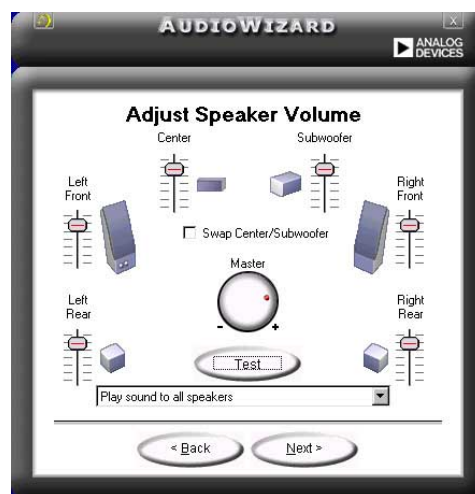 AUDIOWIZARD
X
ANALOG
DEVICES
Adjust Speaker Volume
Center
Subwoofer
Left
Front
Right
Front
Swap Center/Subwoofer
Master
Left
Rear
- +
Right
Rear
Test
Play sound to all speakers
< Back
Next >